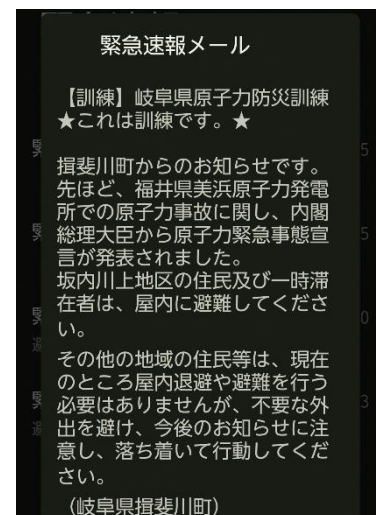 緊急速報メール
【訓練】岐阜県原子力防災訓練
★これは訓練です。★
揖斐川町からのお知らせです。
先ほど、福井県美浜原子力発電
所での原子力事故に関し、内閣
総理大臣から原子力緊急事態宣
言が発表されました。
坂内川上地区の住民及び一時滞
在者は、屋内に避難してくださ
い。
その他の地域の住民等は、現在
のところ屋内退避や避難を行う
必要はありませんが、不要な外
出を避け、今後のお知らせに注
意し、落ち着いて行動してくだ
さい。
（岐阜県揖斐川町）